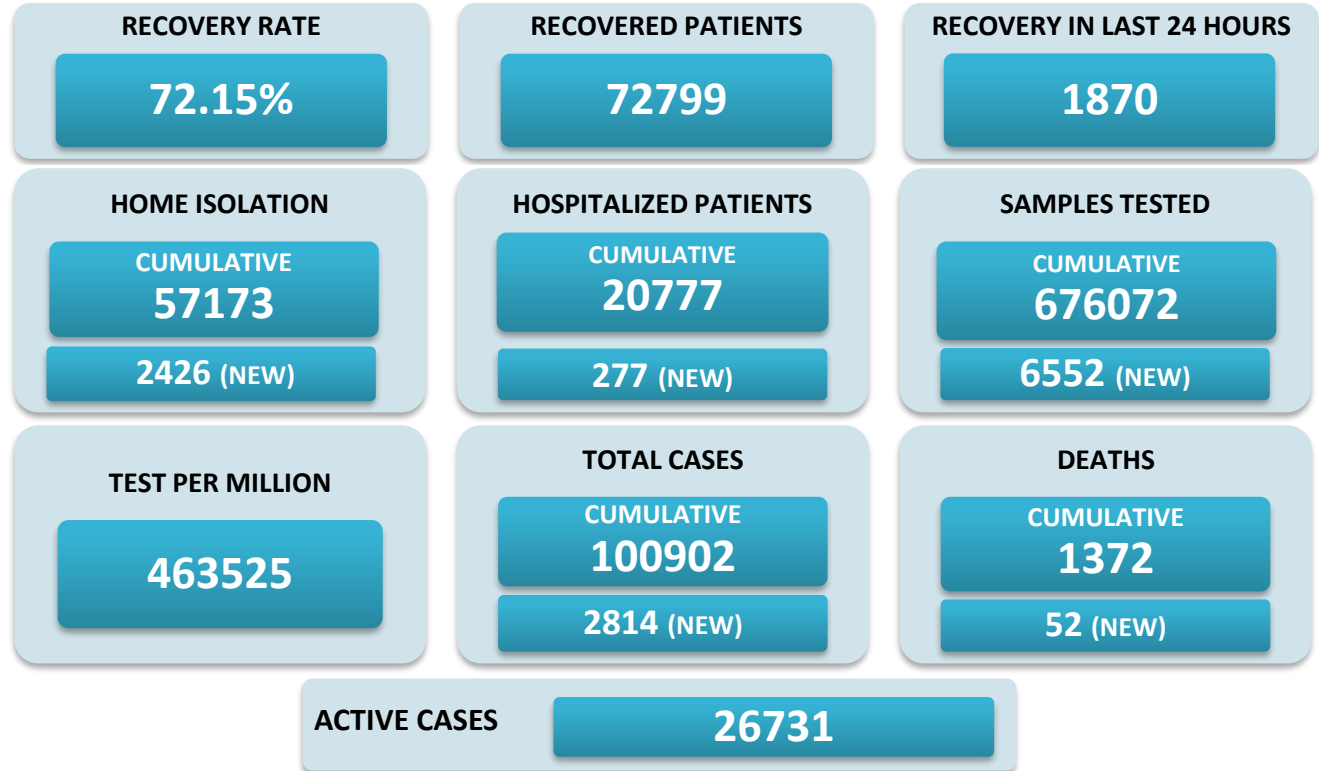 RECOVERY RATE
72.15%
RECOVERED PATIENTS
72799
RECOVERY IN LAST 24 HOURS
1870
HOME ISOLATION
CUMULATIVE
57173
2426 (NEW)
HOSPITALIZED PATIENTS
CUMULATIVE
20777
277 (NEW)
SAMPLES TESTED
CUMULATIVE
676072
6552 (NEW)
TEST PER MILLION
463525
TOTAL CASES
CUMULATIVE
100902
2814 (NEW)
DEATHS
CUMULATIVE
1372
52 (NEW)
ACTIVE CASES
26731